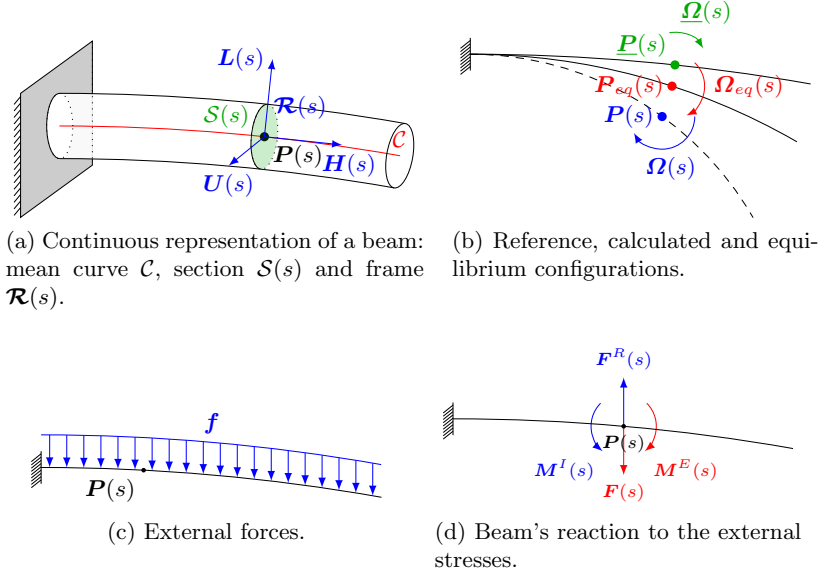 L(s)
S(s)
R(s)
C
P(s)
H(s)
U(s)
(a) Continuous representation of a beam:
mean curve C, section S(s) and frame
R(s).
Ω(s)
P(s)
P_eq(s)
Ω_eq(s)
P(s)
Ω(s)
(b) Reference, calculated and equi-
librium configurations.
f
P(s)
(c) External forces.
F^R(s)
P(s)
M^I(s)
M^E(s)
F(s)
(d) Beam's reaction to the external
stresses.